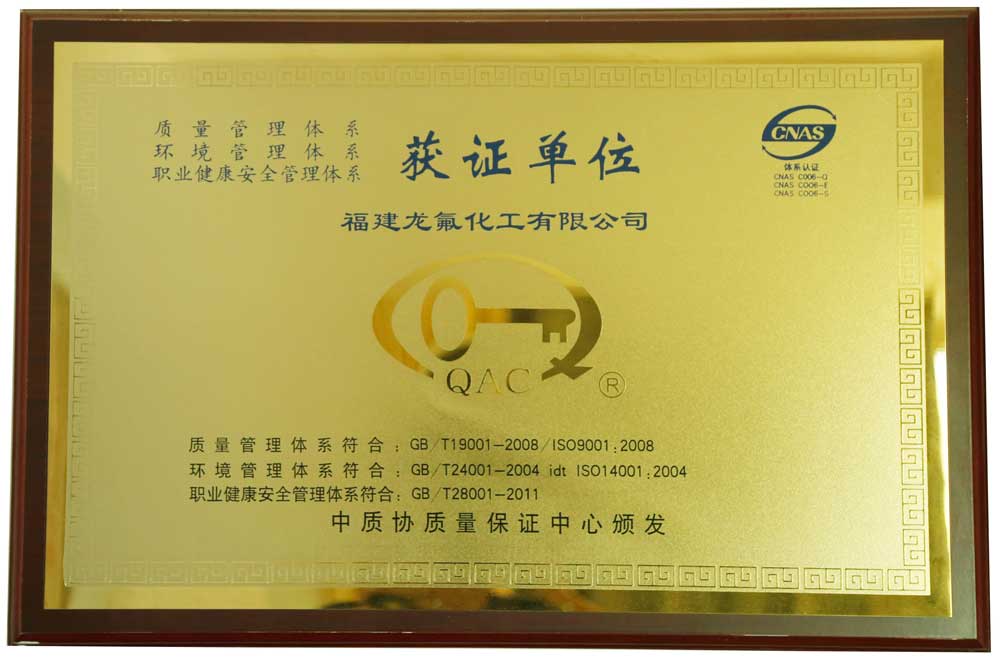 质量管理体系
环境管理体系
职业健康安全管理体系
获证单位
CNAS
体系认证
CNAS C006-Q
CNAS C006-E
CNAS C006-S
福建龙氟化工有限公司
QAC ®
质量管理体系符合：GB/T19001-2008/ISO9001:2008
环境管理体系符合：GB/T24001-2004 idt ISO14001:2004
职业健康安全管理体系符合：GB/T28001-2011
中质协质量保证中心颁发